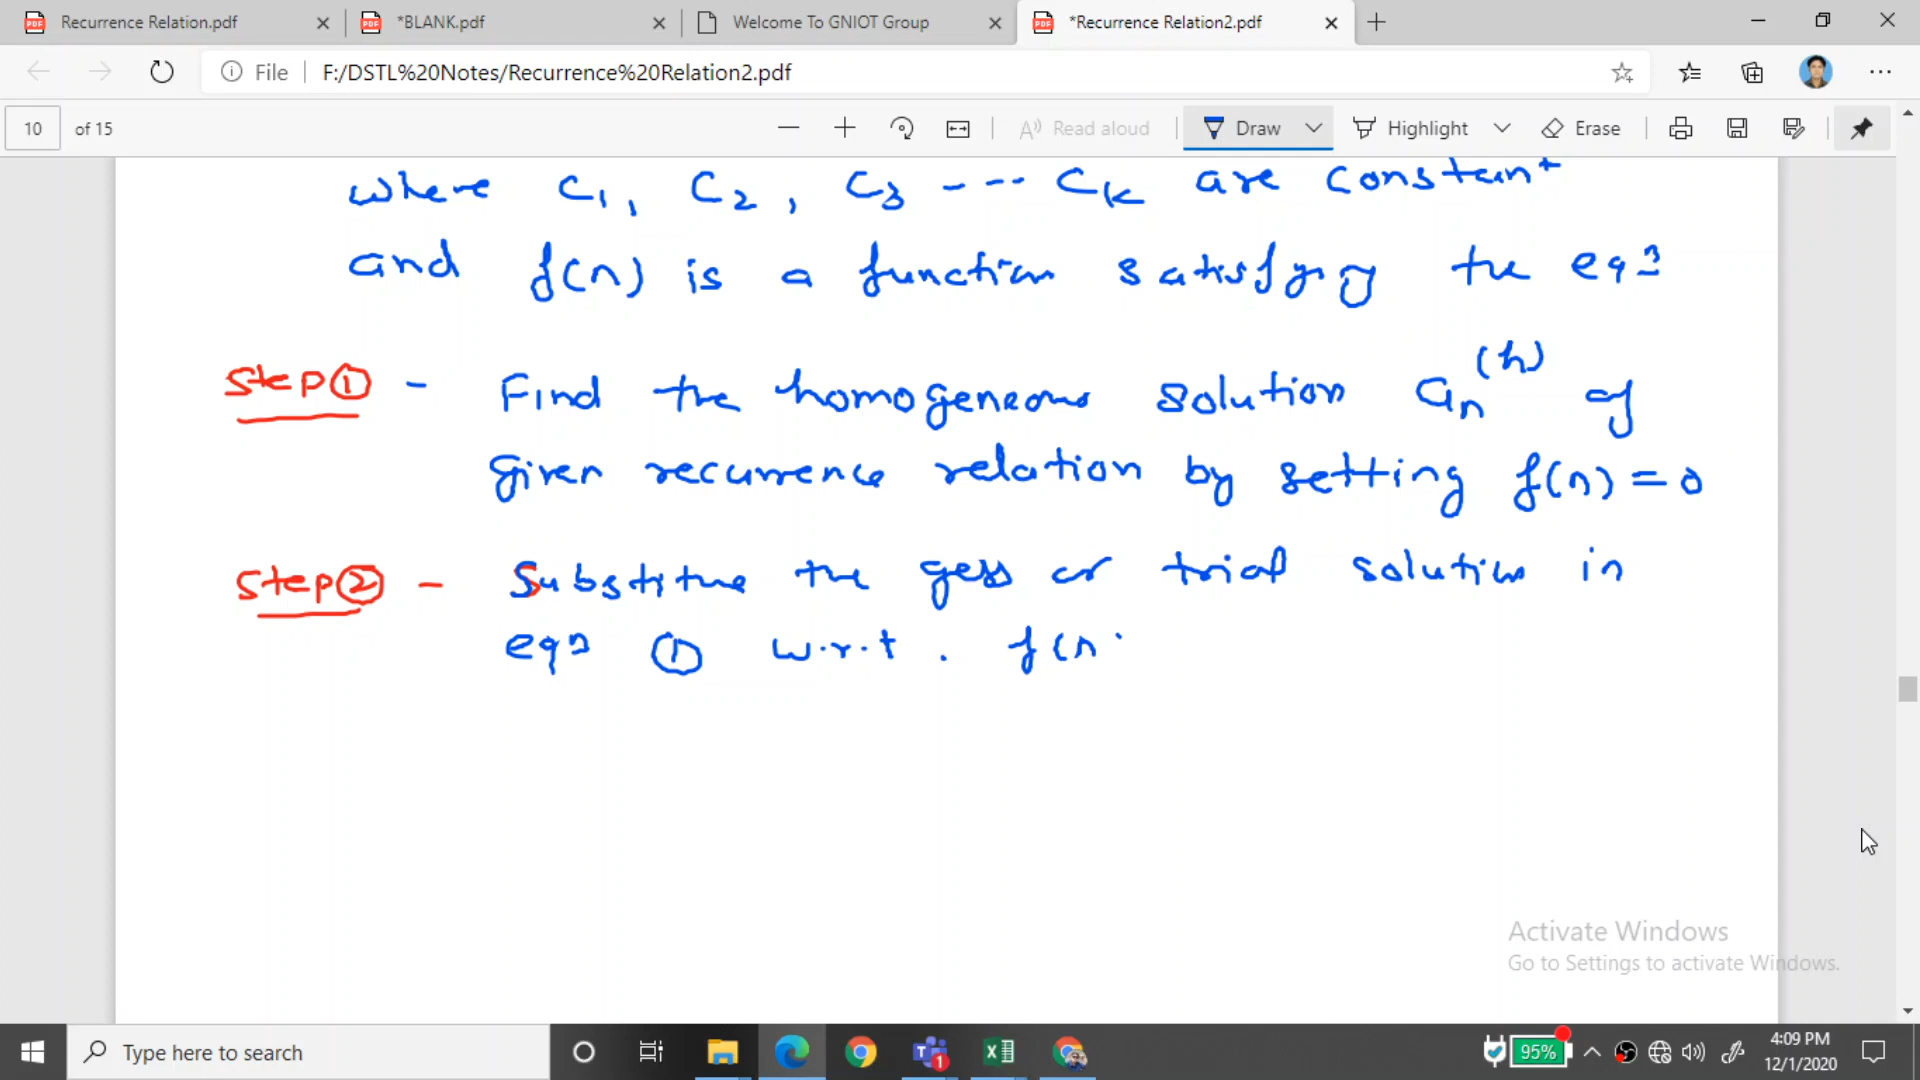 Recurrence Relation.pdf
*BLANK.pdf
Welcome To GNIOT Group
*Recurrence Relation2.pdf
File
F:/DSTL%20Notes/Recurrence%20Relation2.pdf
10 of 15
Read aloud
Draw
Highlight
Erase
where C1, C2, C3 --- Ck are constant
and f(n) is a function satisfying the eqn
Step① - Find the homogeneous solution an(h) of
given recurrence relation by setting f(n) = 0
Step② - Substitue the gess or trial solution in
eqn ① w.r.t. f(n
Activate Windows
Go to Settings to activate Windows.
Type here to search
1
95%
4:09 PM
12/1/2020